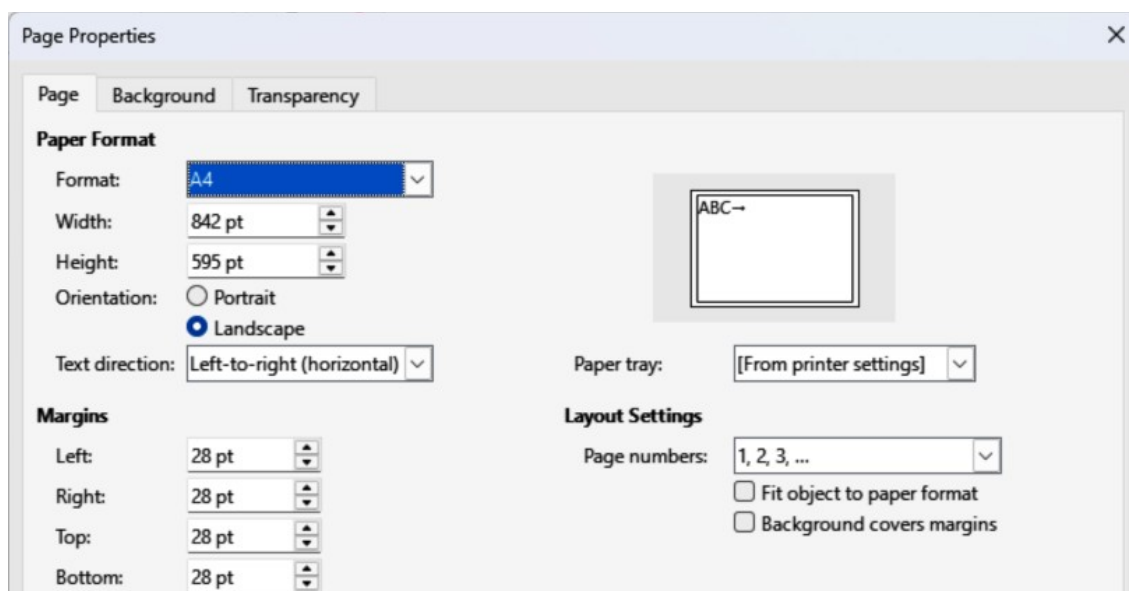 Page Properties
Page Background Transparency
Paper Format
Format: A4
Width: 842 pt
Height: 595 pt
Orientation: Portrait
Landscape
ABC→
Text direction: Left-to-right (horizontal) Paper tray: [From printer settings]
Margins Layout Settings
Left: 28 pt Page numbers: 1, 2, 3, ...
Right: 28 pt Fit object to paper format
Top: 28 pt Background covers margins
Bottom: 28 pt